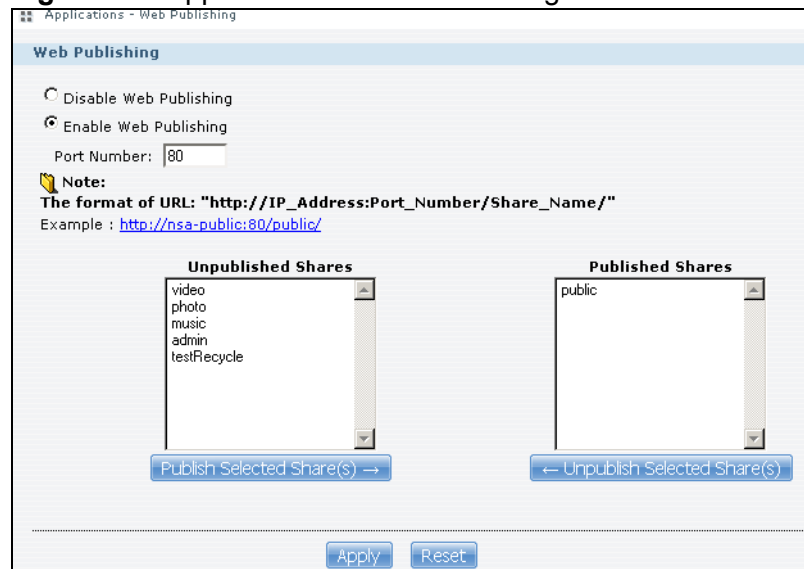 Applications - Web Publishing
Web Publishing
Disable Web Publishing
Enable Web Publishing
Port Number: 80
Note:
The format of URL: "http://IP_Address:Port_Number/Share_Name/"
Example : http://nsa-public:80/public/
Unpublished Shares
video
photo
music
admin
testRecycle
Publish Selected Share(s) →
Published Shares
public
← Unpublish Selected Share(s)
Apply Reset